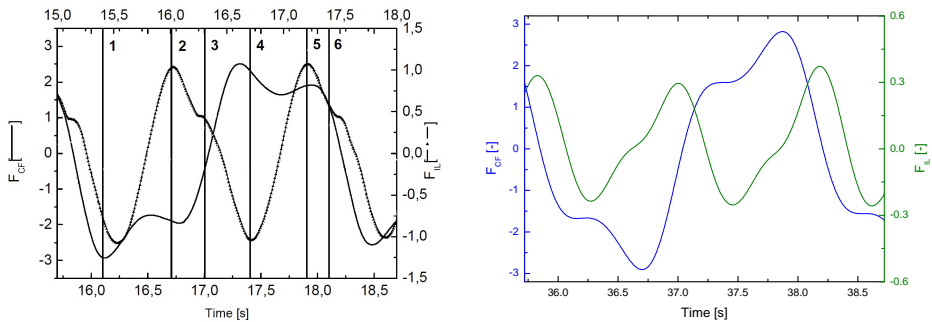 15,0 15,5 16,0 16,5 17,0 17,5 18,0
1 2 3 4 5 6
3
2
1
0
-1
-2
-3
F_CF [—]
1,5
1,0
0,5
0,0
-0,5
-1,0
-1,5
F_IL [— • —]
16,0 16,5 17,0 17,5 18,0 18,5
Time [s]
3
2
1
0
-1
-2
-3
F_CF [-]
0.6
0.3
0.0
-0.3
-0.6
F_IL [-]
36.0 36.5 37.0 37.5 38.0 38.5
Time [s]